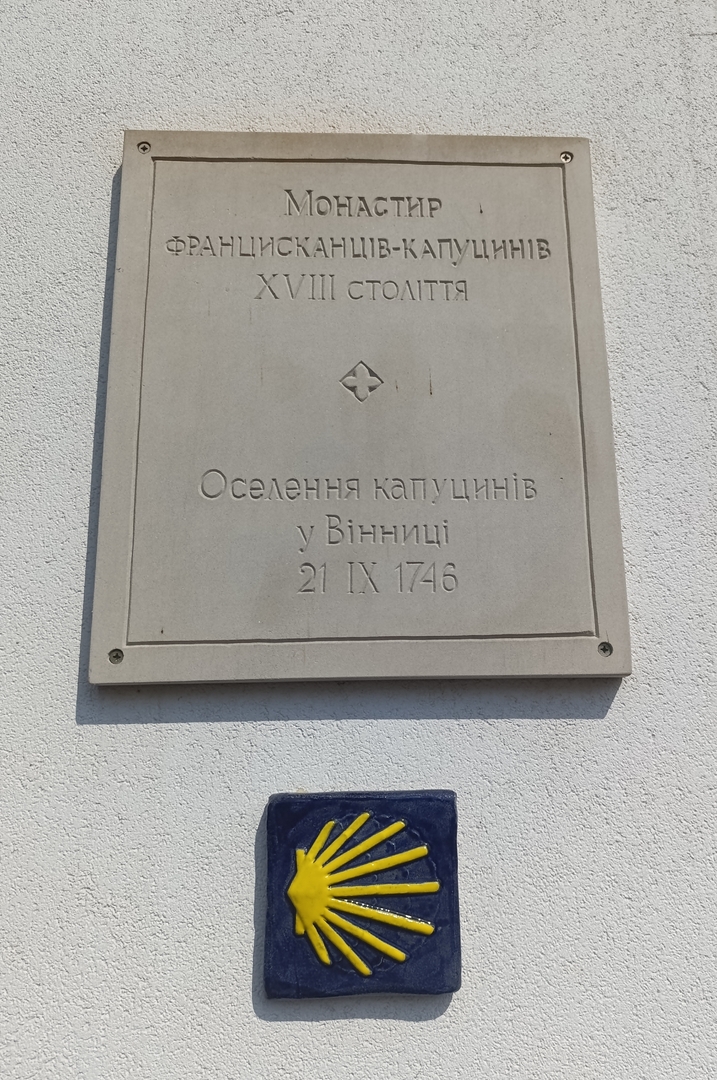 Монастир
францисканців-капуцинів
XVIII століття
Оселення капуцинів
у Вінниці
21 IX 1746